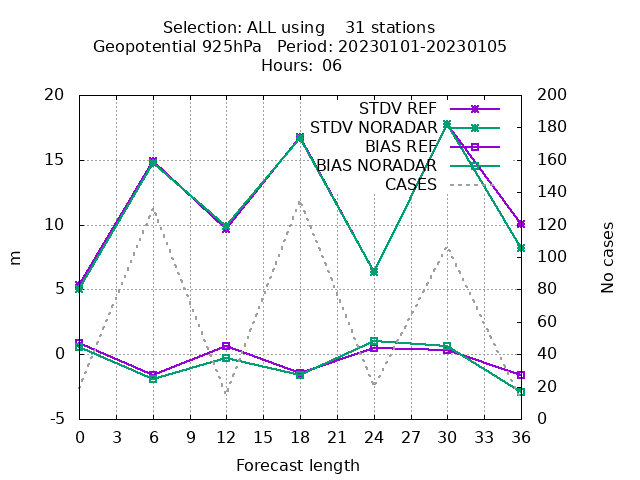 Selection: ALL using    31 stations
Geopotential 925hPa   Period: 20230101-20230105
Hours: 06
STDV REF
STDV NORADAR
BIAS REF
BIAS NORADAR
CASES
20
15
10
5
0
-5
m
200
180
160
140
120
100
80
60
40
20
0
No cases
0 3 6 9 12 15 18 21 24 27 30 33 36
Forecast length